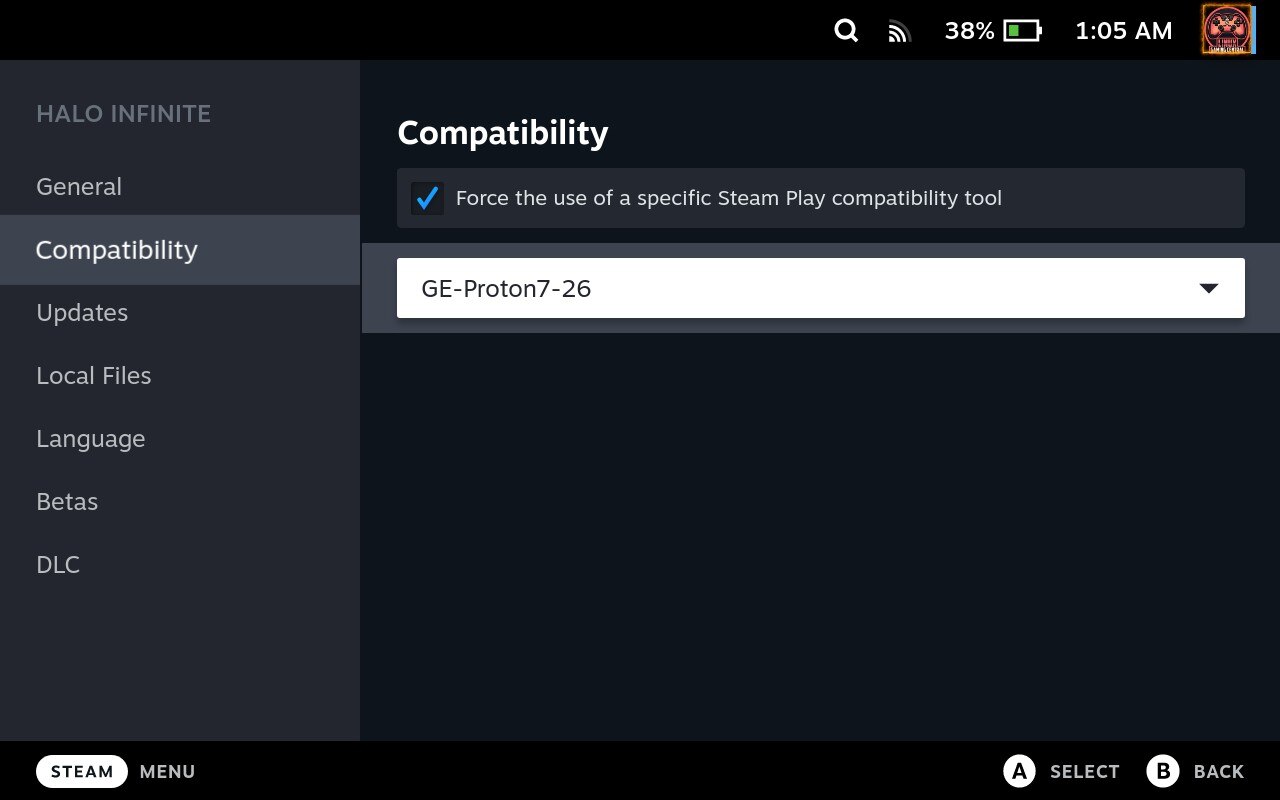 38%
1:05 AM
HALO INFINITE
General
Compatibility
Updates
Local Files
Language
Betas
DLC
Compatibility
Force the use of a specific Steam Play compatibility tool
GE-Proton7-26
STEAM MENU
A SELECT B BACK